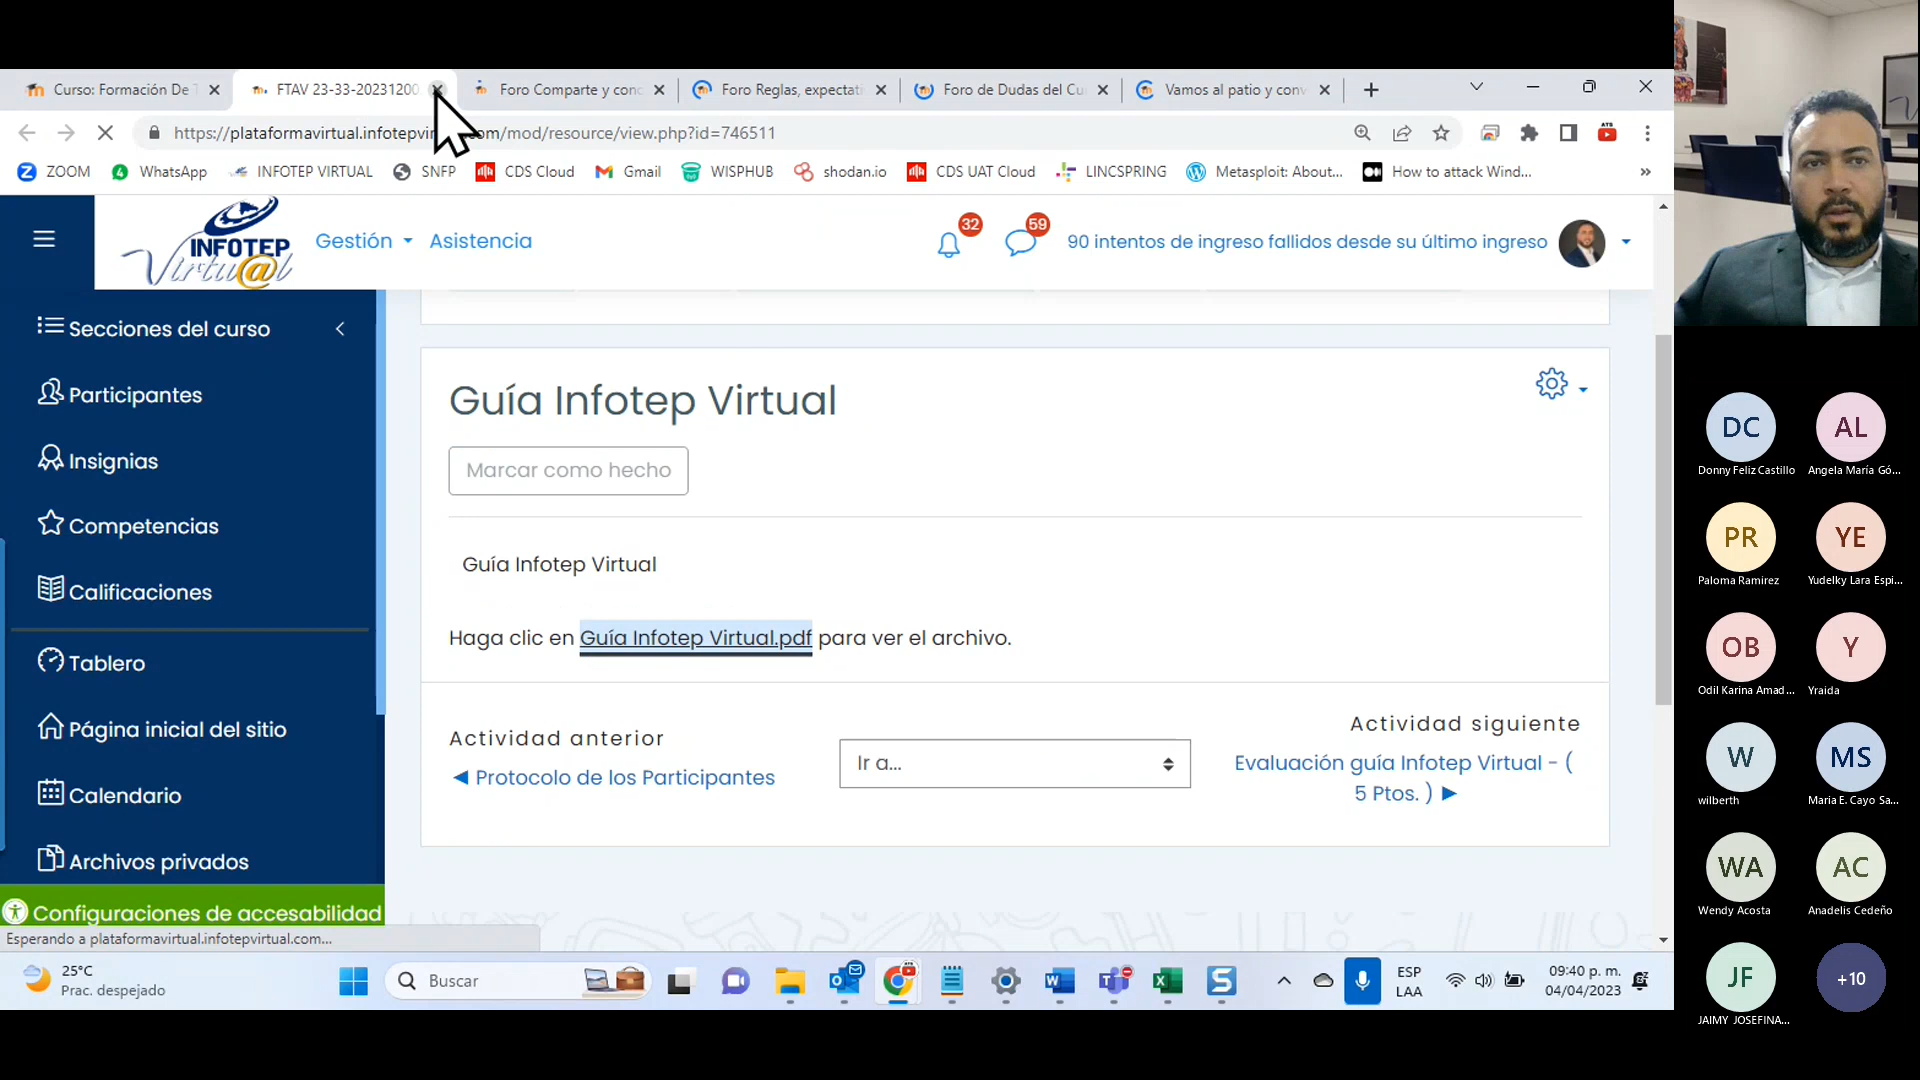 Curso: Formación De T
FTAV 23-33-20231200
Foro Comparte y conc
Foro Reglas, expectati
Foro de Dudas del Cu
Vamos al patio y conv
https://plataformavirtual.infotepvir com/mod/resource/view.php?id=746511
ZOOM
WhatsApp
INFOTEP VIRTUAL
SNFP
CDS Cloud
Gmail
WISPHUB
shodan.io
CDS UAT Cloud
LINCSPRING
Metasploit: About...
How to attack Wind...
»
INFOTEP
Virtu@l
Gestión
Asistencia
32
59
90 intentos de ingreso fallidos desde su último ingreso
Secciones del curso
Participantes
Insignias
Competencias
Calificaciones
Tablero
Página inicial del sitio
Calendario
Archivos privados
Configuraciones de accesabilidad
Esperando a plataformavirtual.infotepvirtual.com...
Guía Infotep Virtual
Marcar como hecho
Guía Infotep Virtual
Haga clic en Guía Infotep Virtual.pdf para ver el archivo.
Actividad anterior
◀ Protocolo de los Participantes
Ir a...
Actividad siguiente
Evaluación guía Infotep Virtual - (
5 Ptos. ) ▶
25°C
Prac. despejado
Buscar
ESP
LAA
09:40 p. m.
04/04/2023
DC
Donny Feliz Castillo
AL
Angela María Gó...
PR
Paloma Ramirez
YE
Yudelky Lara Espi...
OB
Odil Karina Amad...
Y
Yraida
W
wilberth
MS
Maria E. Cayo Sa...
WA
Wendy Acosta
AC
Anadelis Cedeño
JF
JAIMY JOSEFINA...
+10